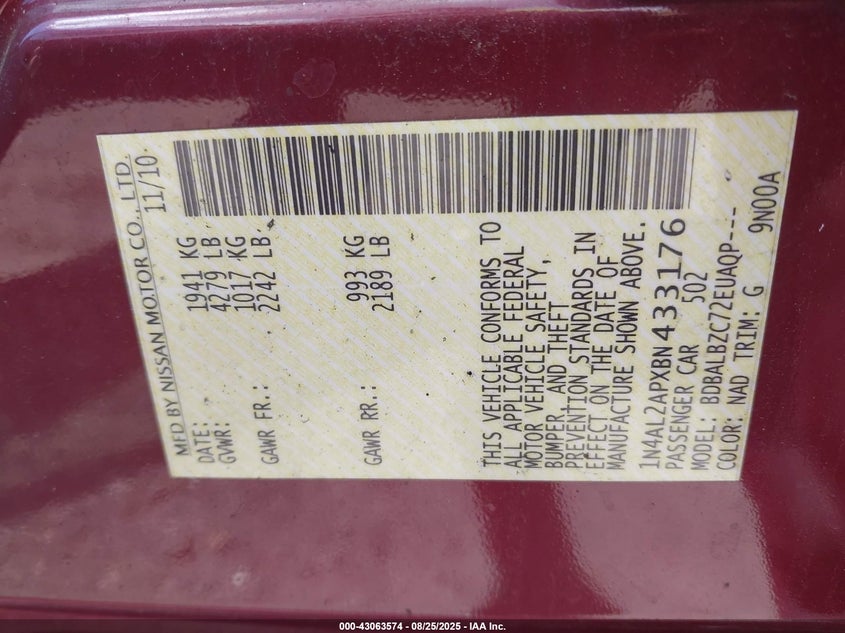 MFD BY NISSAN MOTOR CO., LTD.
DATE: 11/10
GVWR: 1941 KG
4279 LB
GAWR FR.: 1017 KG
2242 LB
GAWR RR.: 993 KG
2189 LB
THIS VEHICLE CONFORMS TO
ALL APPLICABLE FEDERAL
MOTOR VEHICLE SAFETY,
BUMPER, AND THEFT
PREVENTION STANDARDS IN
EFFECT ON THE DATE OF
MANUFACTURE SHOWN ABOVE.
1N4AL2APXBN433176
PASSENGER CAR 502
MODEL: BDBALBZC72EUAQP---
COLOR: NAD TRIM: G 9N00A
000-43063574 - 08/25/2025 - IAA Inc.